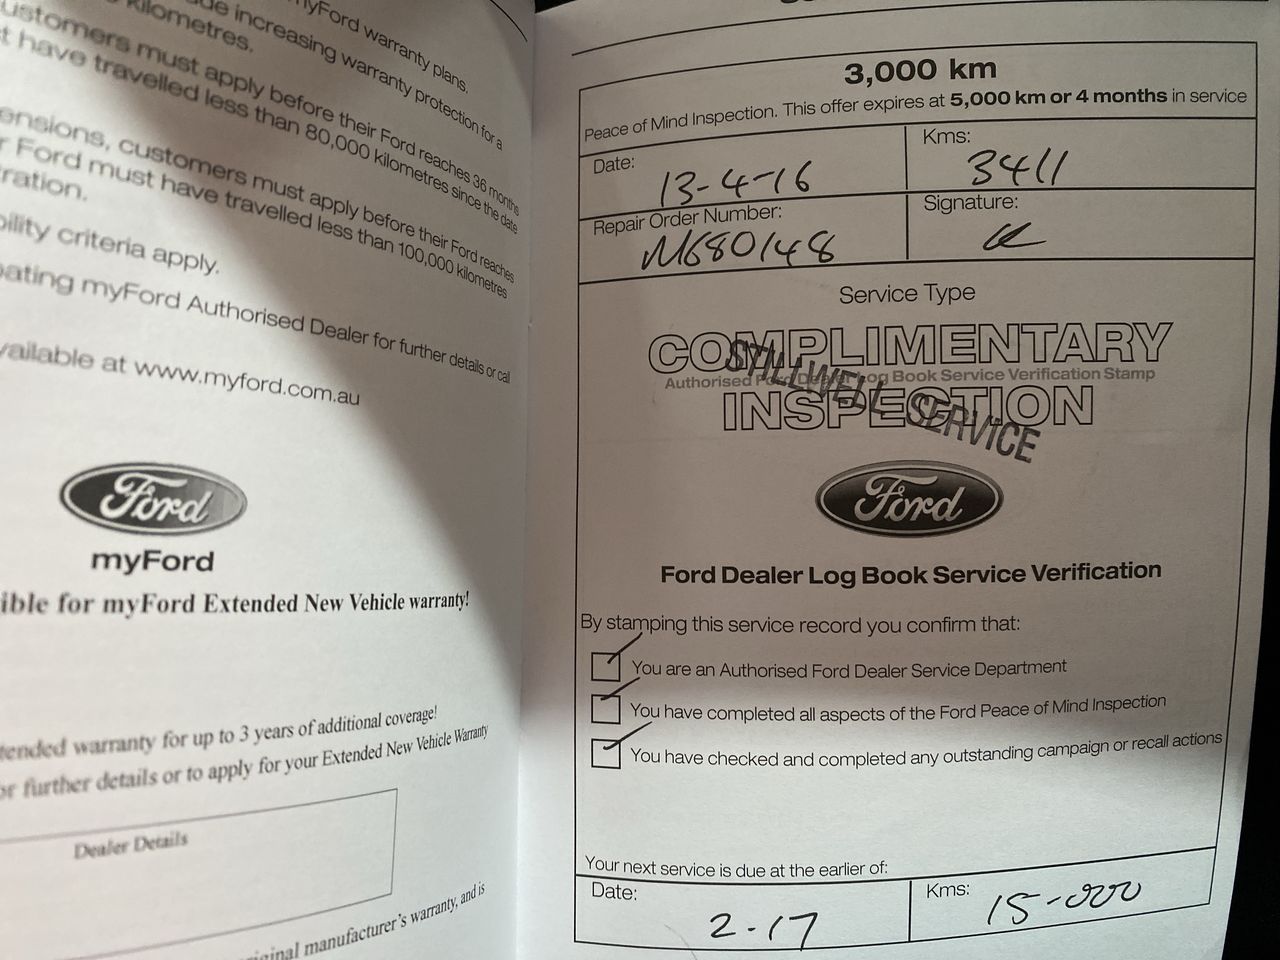 myFord warranty plans.
increasing warranty protection for a
kilometres.
customers must apply before their Ford reaches 36 months
have travelled less than 80,000 kilometres since the date
customers must apply before their Ford reaches
Ford must have travelled less than 100,000 kilometres
criteria apply.
myFord Authorised Dealer for further details or call
available at www.myford.com.au
Ford
myFord
for myFord Extended New Vehicle warranty!
warranty for up to 3 years of additional coverage!
further details or to apply for your Extended New Vehicle Warranty
Dealer Details
manufacturer's warranty, and is
3,000 km
Peace of Mind Inspection. This offer expires at 5,000 km or 4 months in service
Date:
13-4-16
Kms:
3411
Repair Order Number:
M680148
Signature:
Service Type
COMPLIMENTARY
Authorised Ford Dealer Log Book Service Verification Stamp
INSPECTION
STILLWELL SERVICE
Ford
Ford Dealer Log Book Service Verification
By stamping this service record you confirm that:
You are an Authorised Ford Dealer Service Department
You have completed all aspects of the Ford Peace of Mind Inspection
You have checked and completed any outstanding campaign or recall actions
Your next service is due at the earlier of:
Date:
2-17
Kms:
15-000